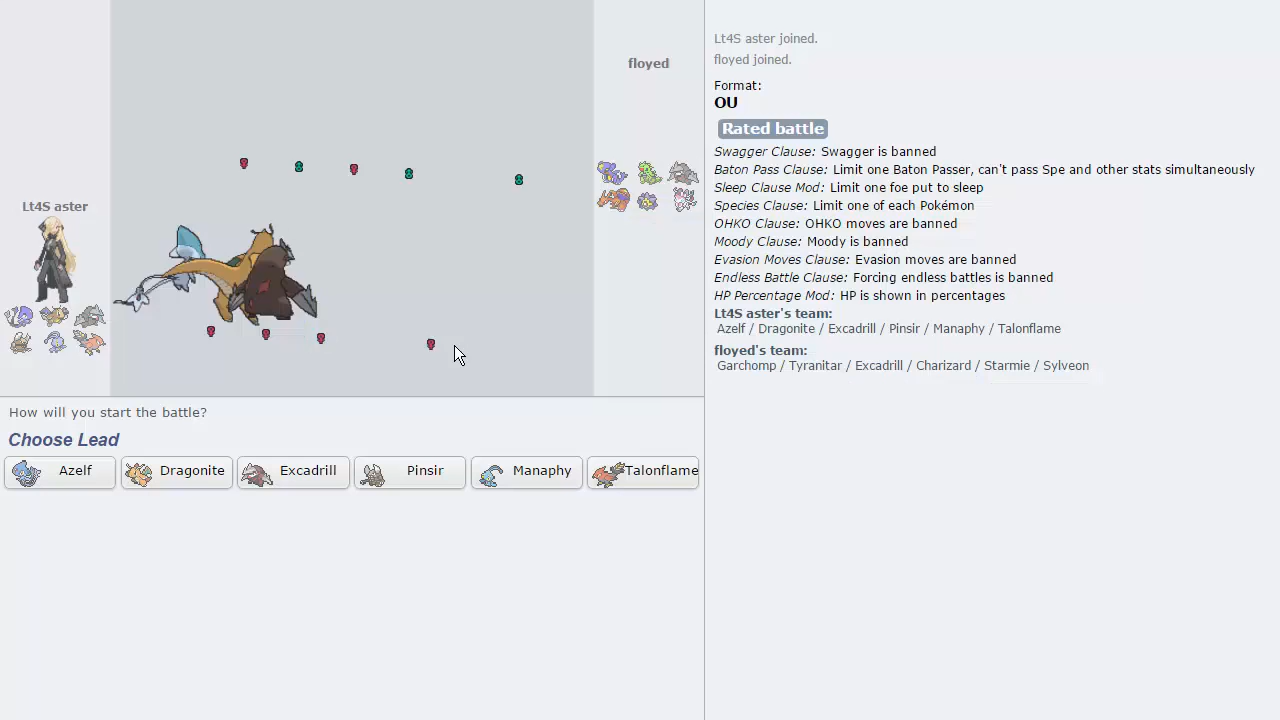 floyed
Lt4S aster
How will you start the battle?
Choose Lead
Azelf
Dragonite
Excadrill
Pinsir
Manaphy
Talonflame
Lt4S aster joined.
floyed joined.
Format:
OU
Rated battle
Swagger Clause: Swagger is banned
Baton Pass Clause: Limit one Baton Passer, can't pass Spe and other stats simultaneously
Sleep Clause Mod: Limit one foe put to sleep
Species Clause: Limit one of each Pokémon
OHKO Clause: OHKO moves are banned
Moody Clause: Moody is banned
Evasion Moves Clause: Evasion moves are banned
Endless Battle Clause: Forcing endless battles is banned
HP Percentage Mod: HP is shown in percentages
Lt4S aster's team:
Azelf / Dragonite / Excadrill / Pinsir / Manaphy / Talonflame
floyed's team:
Garchomp / Tyranitar / Excadrill / Charizard / Starmie / Sylveon